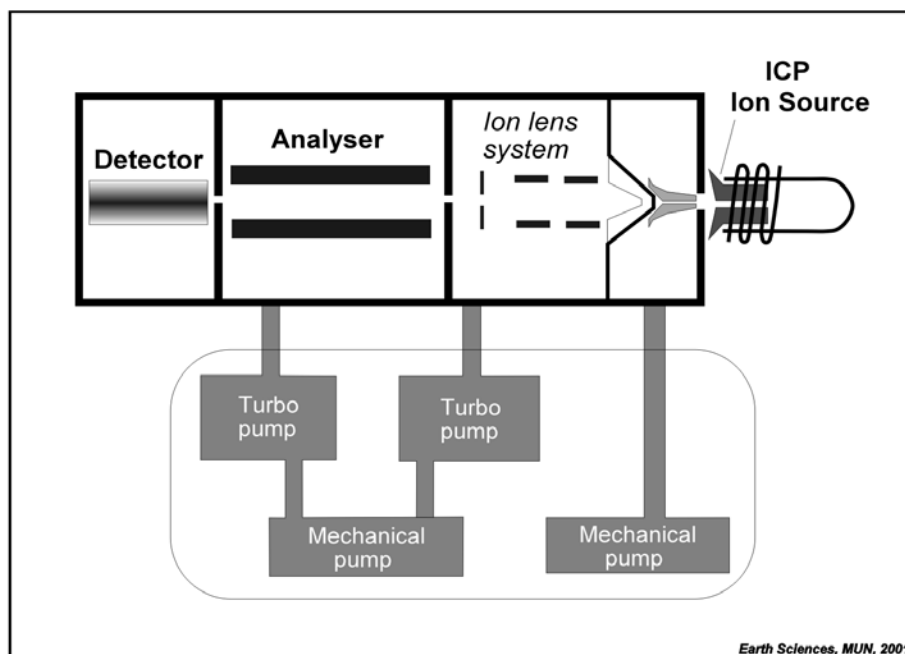 ICP
Ion Source
Ion lens
system
Analyser
Detector
Turbo
pump
Turbo
pump
Mechanical
pump
Mechanical
pump
Earth Sciences, MUN, 2001